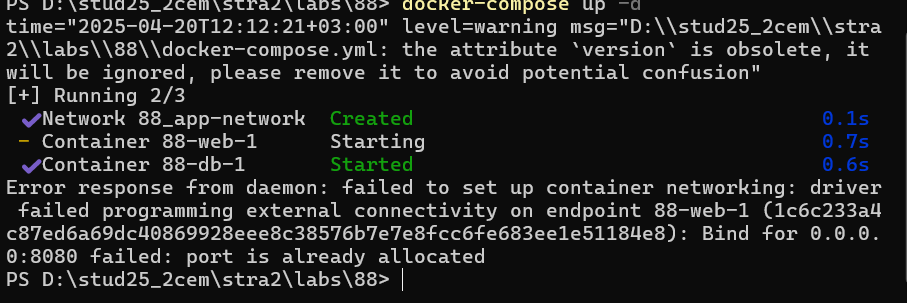 PS D:\stud25_2cem\stra2\labs\88> docker-compose up -d
time="2025-04-20T12:12:21+03:00" level=warning msg="D:\\stud25_2cem\\stra
2\\labs\\88\\docker-compose.yml: the attribute `version` is obsolete, it
will be ignored, please remove it to avoid potential confusion"
[+] Running 2/3
✔Network 88_app-network  Created 0.1s
- Container 88-web-1 Starting 0.7s
✔Container 88-db-1 Started 0.6s
Error response from daemon: failed to set up container networking: driver
failed programming external connectivity on endpoint 88-web-1 (1c6c233a4
c87ed6a69dc40869928eee8c38576b7e7e8fcc6fe683ee1e51184e8): Bind for 0.0.0.
0:8080 failed: port is already allocated
PS D:\stud25_2cem\stra2\labs\88>